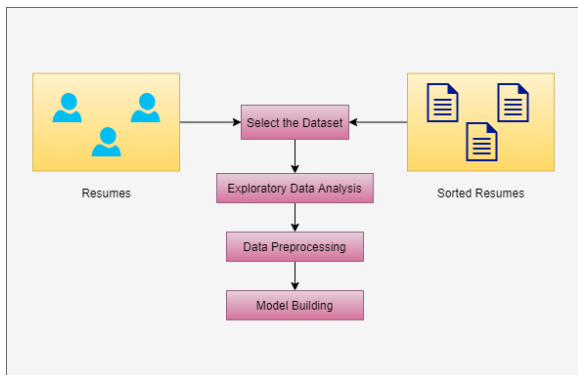 Select the Dataset
Resumes
Exploratory Data Analysis
Sorted Resumes
Data Preprocessing
Model Building